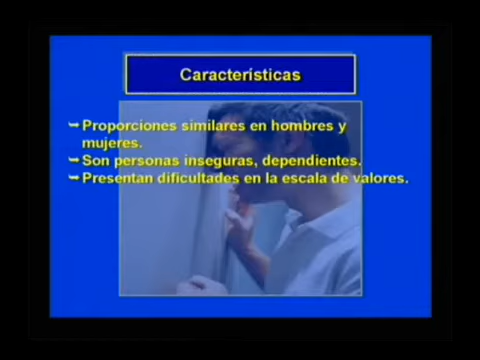 Características
➥Proporciones similares en hombres y
mujeres.
➥Son personas inseguras, dependientes.
➥Presentan dificultades en la escala de valores.